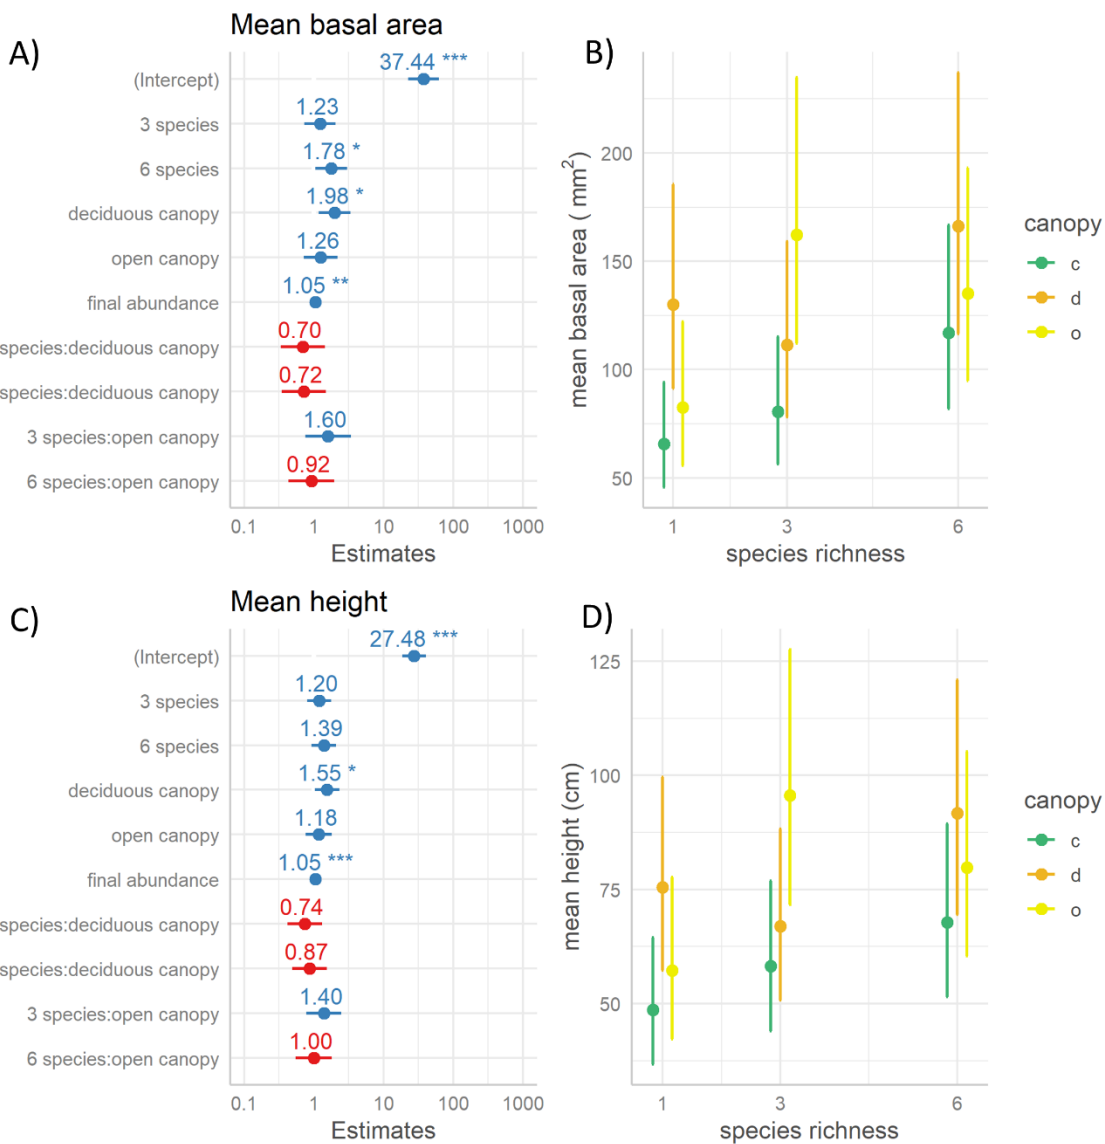 A)
Mean basal area
(Intercept)
37.44 ***
3 species
1.23
6 species
1.78 *
deciduous canopy
1.98 *
open canopy
1.26
final abundance
1.05 **
species:deciduous canopy
0.70
species:deciduous canopy
0.72
3 species:open canopy
1.60
6 species:open canopy
0.92
0.1 1 10 100 1000
Estimates
B)
mean basal area ( mm²)
200
150
100
50
1 3 6
species richness
canopy
c
d
o
C)
Mean height
(Intercept)
27.48 ***
3 species
1.20
6 species
1.39
deciduous canopy
1.55 *
open canopy
1.18
final abundance
1.05 ***
species:deciduous canopy
0.74
species:deciduous canopy
0.87
3 species:open canopy
1.40
6 species:open canopy
1.00
0.1 1 10 100 1000
Estimates
D)
mean height (cm)
125
100
75
50
1 3 6
species richness
canopy
c
d
o